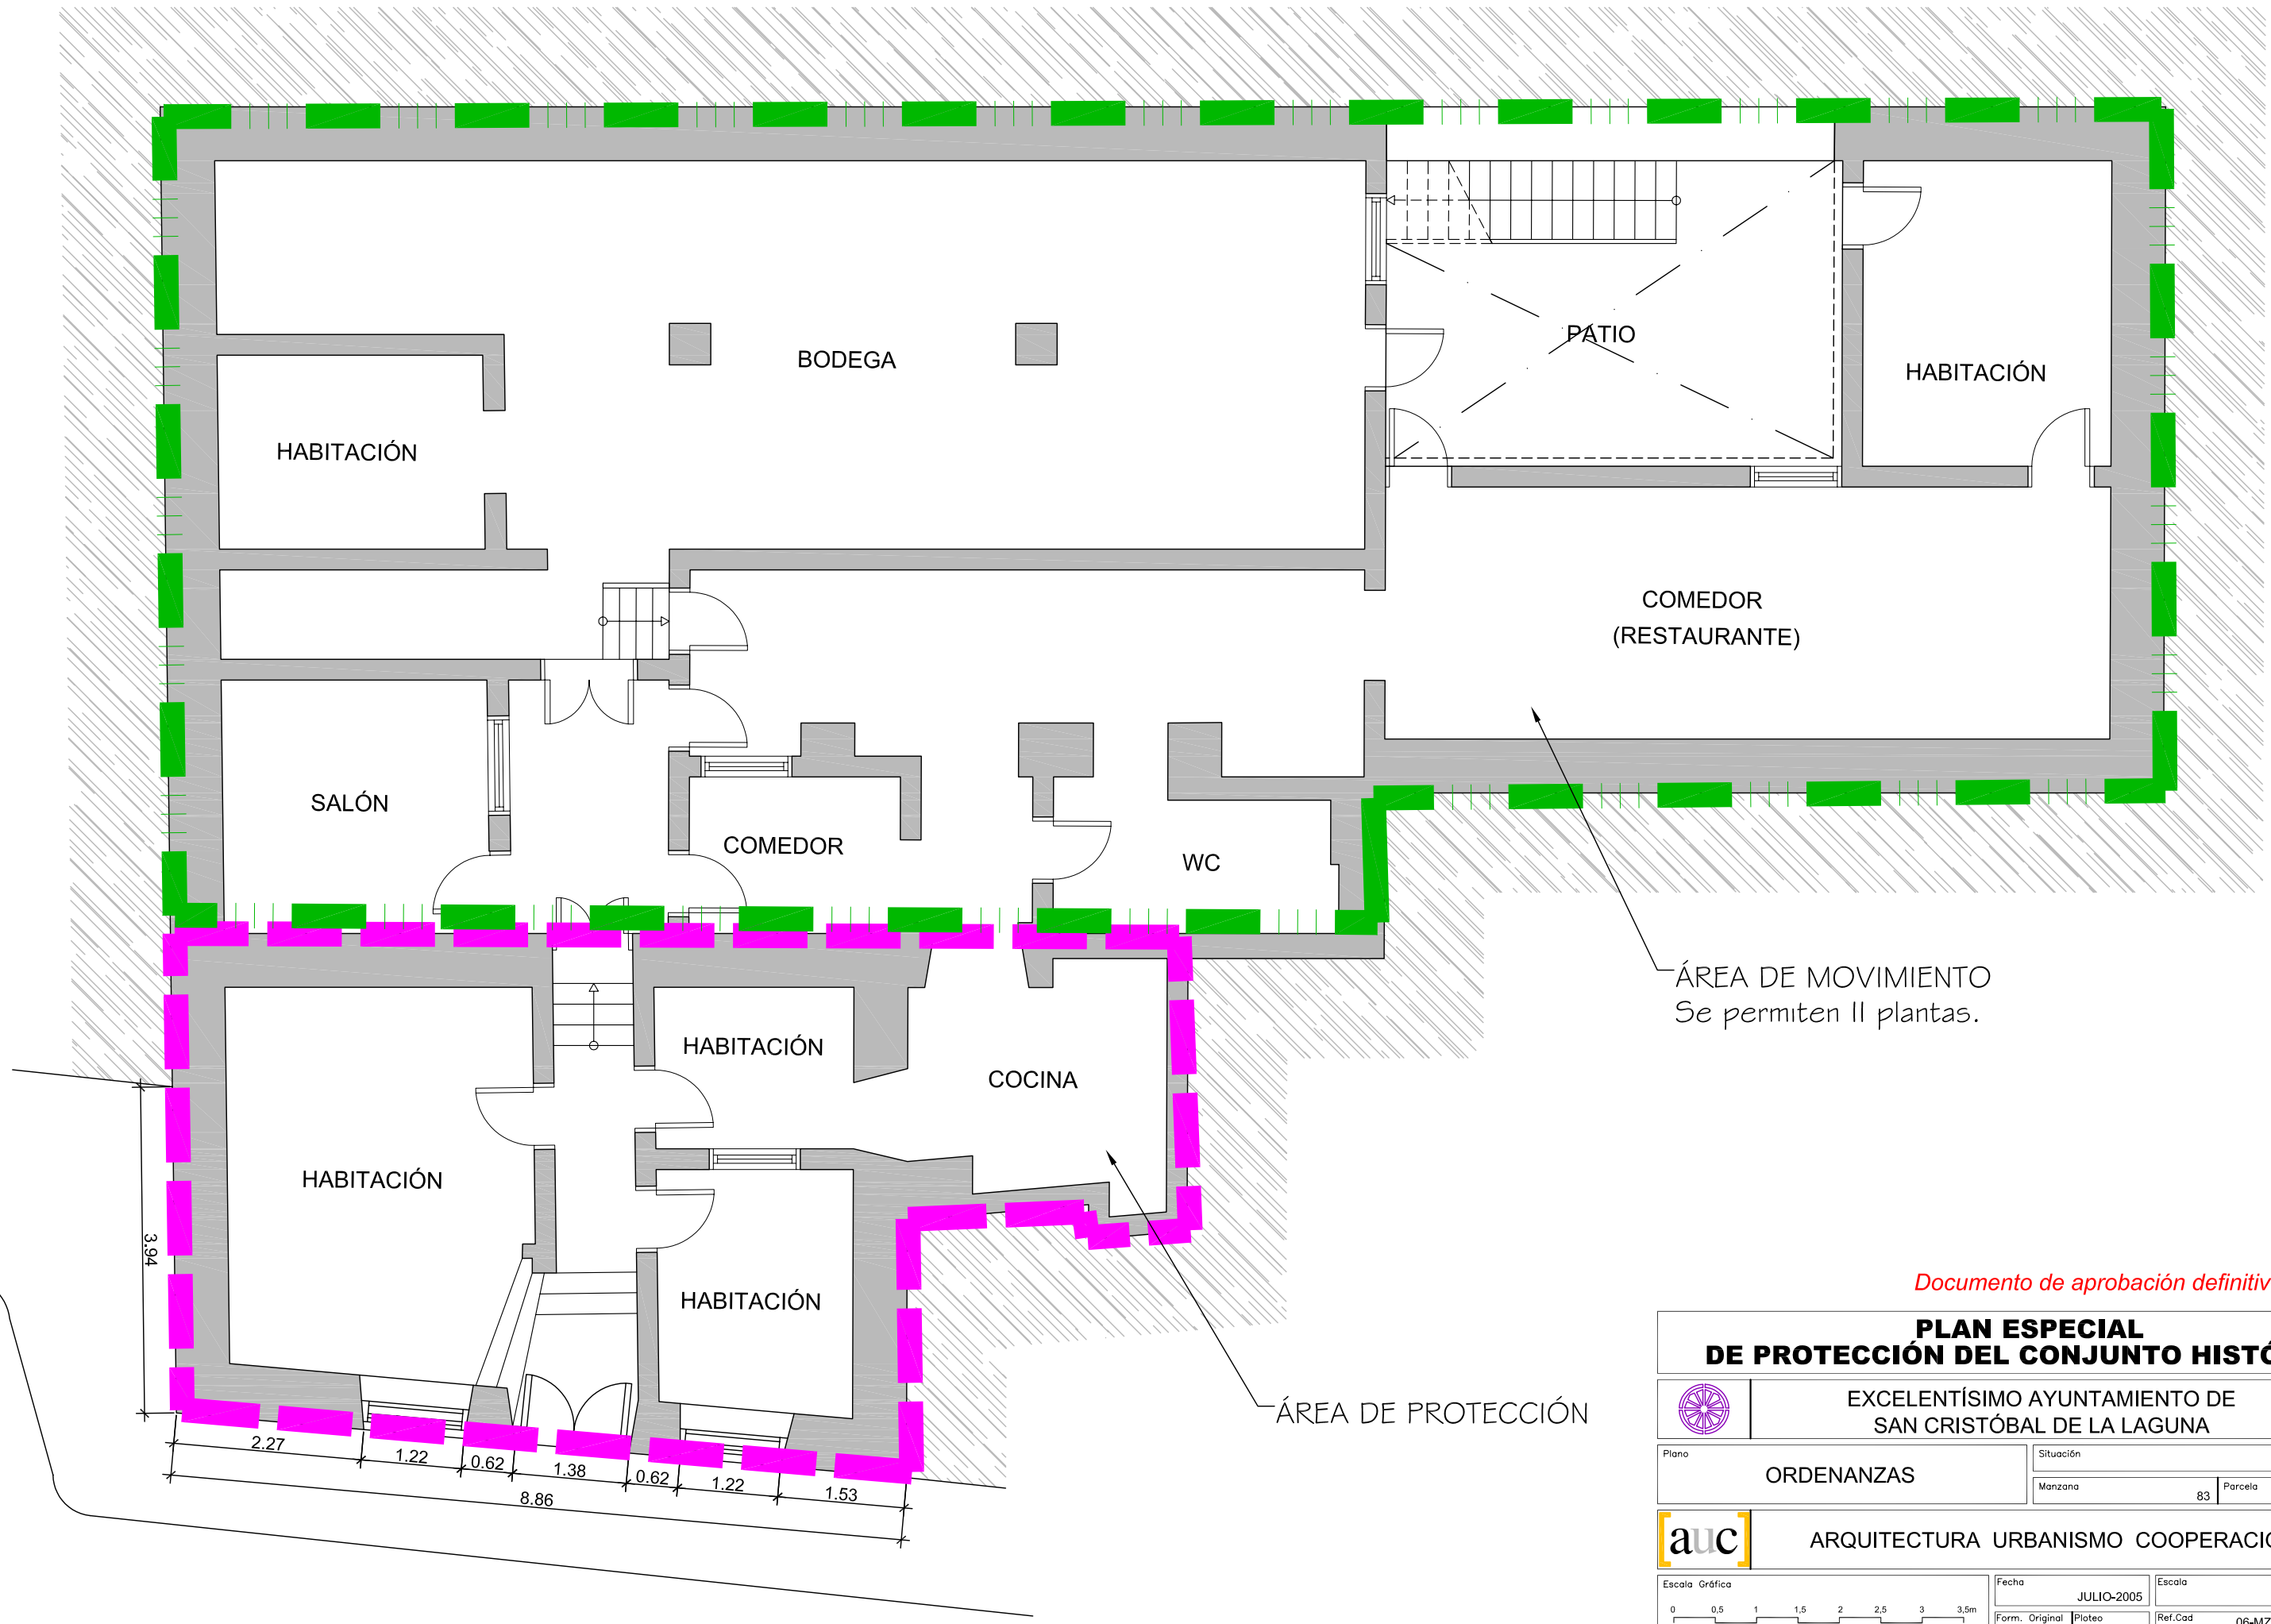 BODEGA
PATIO
HABITACIÓN
HABITACIÓN
COMEDOR
(RESTAURANTE)
SALÓN
COMEDOR
WC
ÁREA DE MOVIMIENTO
Se permiten II plantas.
HABITACIÓN
COCINA
HABITACIÓN
HABITACIÓN
3.94
ÁREA DE PROTECCIÓN
2.27
1.22
0.62
1.38
0.62
1.22
1.53
8.86
Documento de aprobación definitiv
PLAN ESPECIAL
DE PROTECCIÓN DEL CONJUNTO HISTÓ
EXCELENTÍSIMO AYUNTAMIENTO DE
SAN CRISTÓBAL DE LA LAGUNA
Plano
ORDENANZAS
Situación
Manzana 83 Parcela
[auc]
ARQUITECTURA URBANISMO COOPERACIÓ
Escala Gráfica
0 0,5 1 1,5 2 2,5 3 3,5m
Fecha
JULIO-2005
Escala
Form. Original Ploteo
Ref.Cad 06-MZ